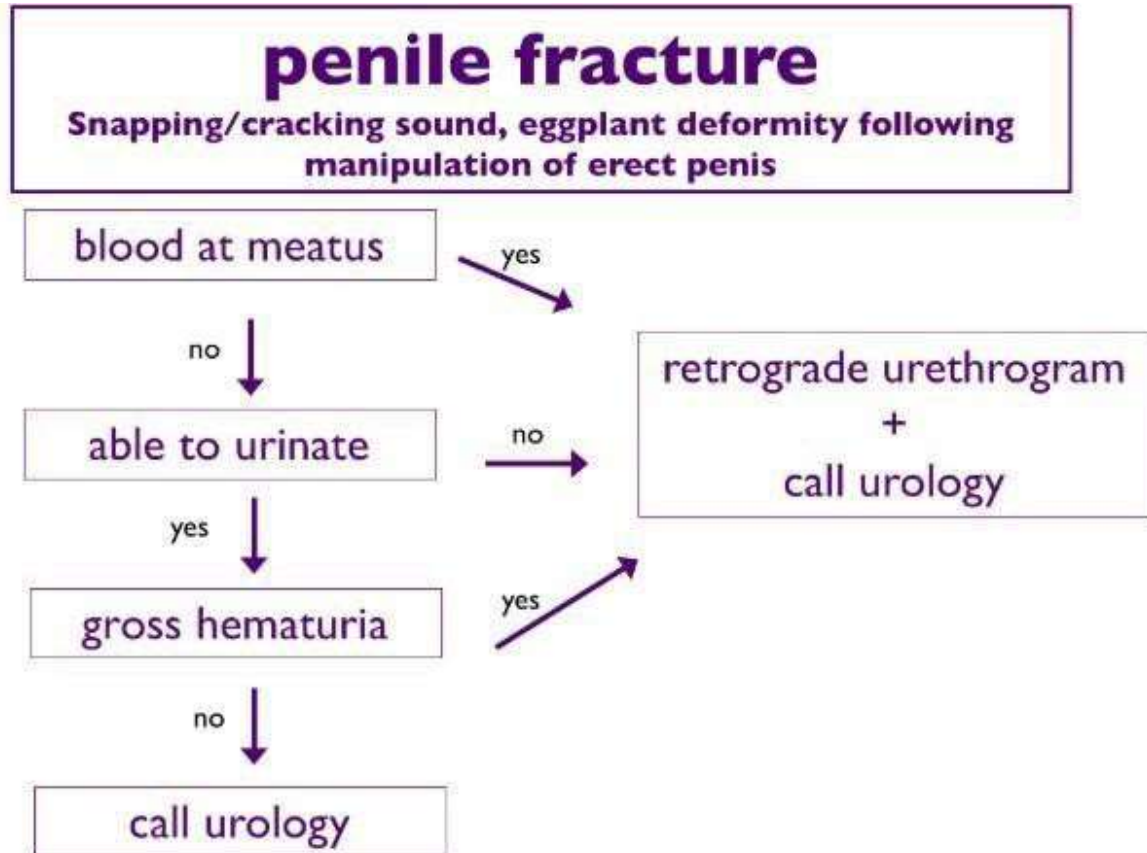 penile fracture
Snapping/cracking sound, eggplant deformity following
manipulation of erect penis
blood at meatus
yes
no
retrograde urethrogram
+
call urology
able to urinate
no
yes
gross hematuria
yes
no
call urology